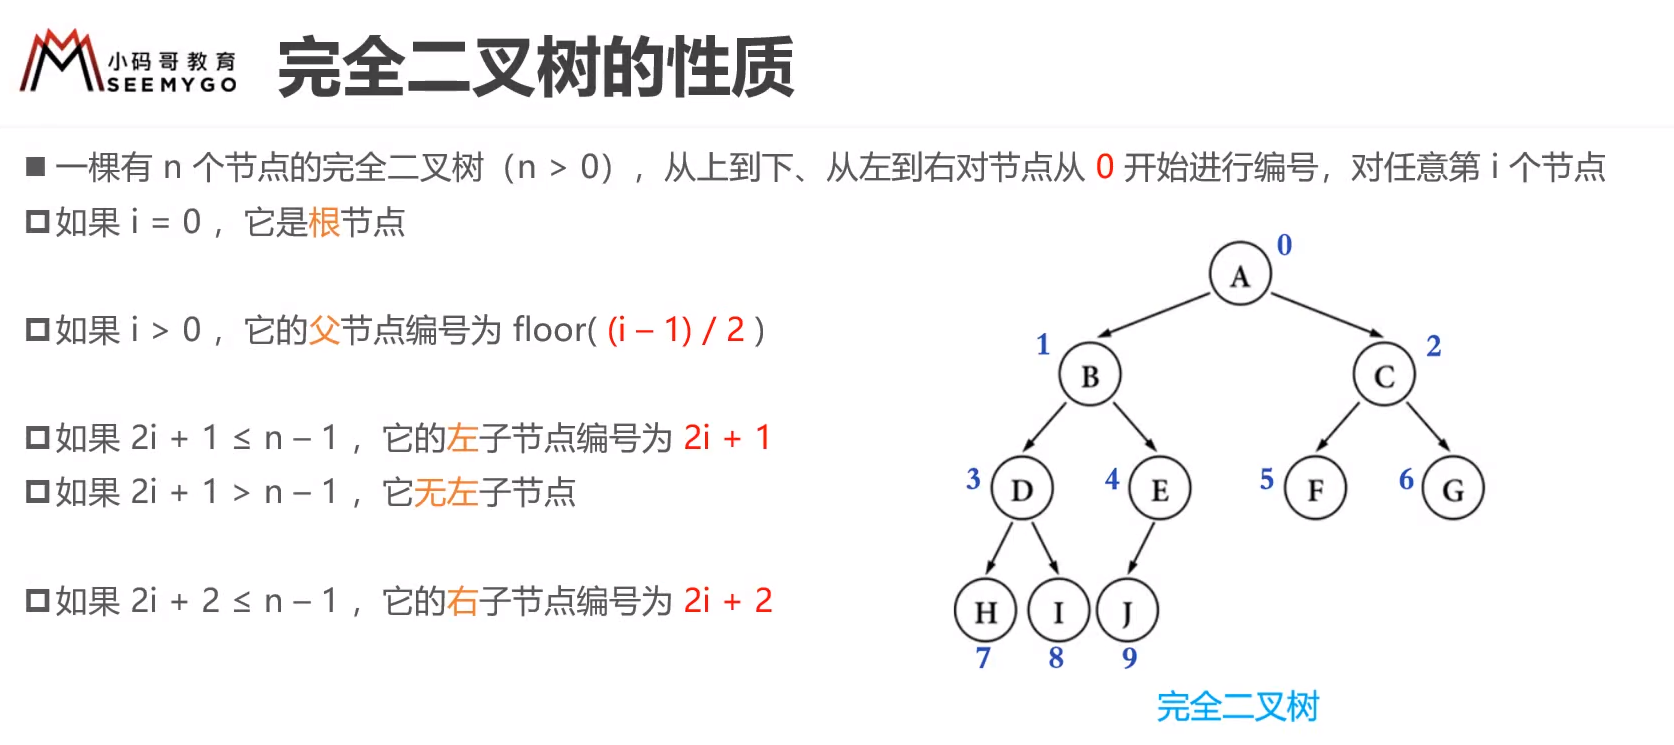 小码哥教育
SEEMYGO
完全二叉树的性质
■ 一棵有 n 个节点的完全二叉树（n > 0），从上到下、从左到右对节点从 0 开始进行编号，对任意第 i 个节点
如果 i = 0 ，它是根节点
如果 i > 0 ，它的父节点编号为 floor( (i – 1) / 2 )
如果 2i + 1 ≤ n – 1 ，它的左子节点编号为 2i + 1
如果 2i + 1 > n – 1 ，它无左子节点
如果 2i + 2 ≤ n – 1 ，它的右子节点编号为 2i + 2
A 0
1 B
C 2
3 D
4 E
5 F
6 G
H I J
7 8 9
完全二叉树